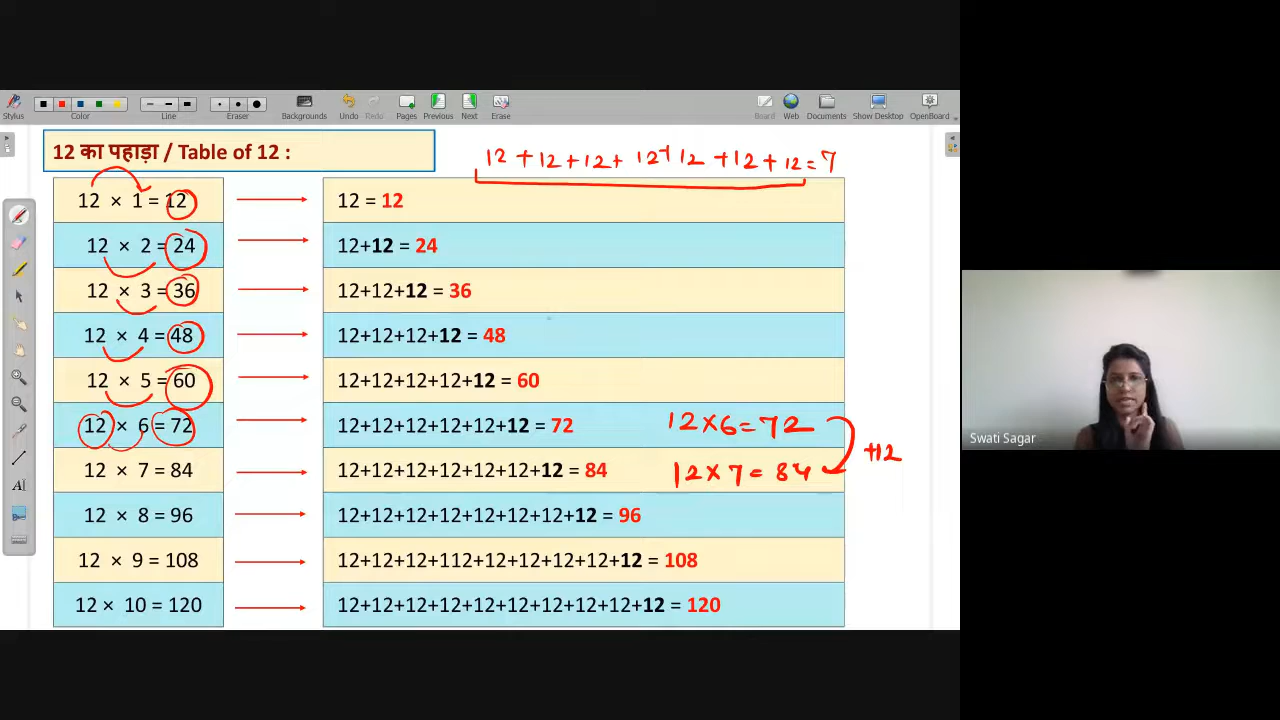 Stylus
Color
Line
Eraser
Backgrounds
Undo
Redo
Pages
Previous
Next
Erase
Board
Web
Documents
Show Desktop
OpenBoard
12 का पहाड़ा / Table of 12 :
12 + 12 + 12 + 12 + 12 + 12 + 12 = 7
12 × 1 = 12
12 = 12
12 × 2 = 24
12+12 = 24
12 × 3 = 36
12+12+12 = 36
12 × 4 = 48
12+12+12+12 = 48
12 × 5 = 60
12+12+12+12+12 = 60
12 × 6 = 72
12+12+12+12+12+12 = 72
12×6=72
+12
12 × 7 = 84
12+12+12+12+12+12+12 = 84
12×7=84
12 × 8 = 96
12+12+12+12+12+12+12+12 = 96
12 × 9 = 108
12+12+12+112+12+12+12+12+12 = 108
12 × 10 = 120
12+12+12+12+12+12+12+12+12+12 = 120
Swati Sagar